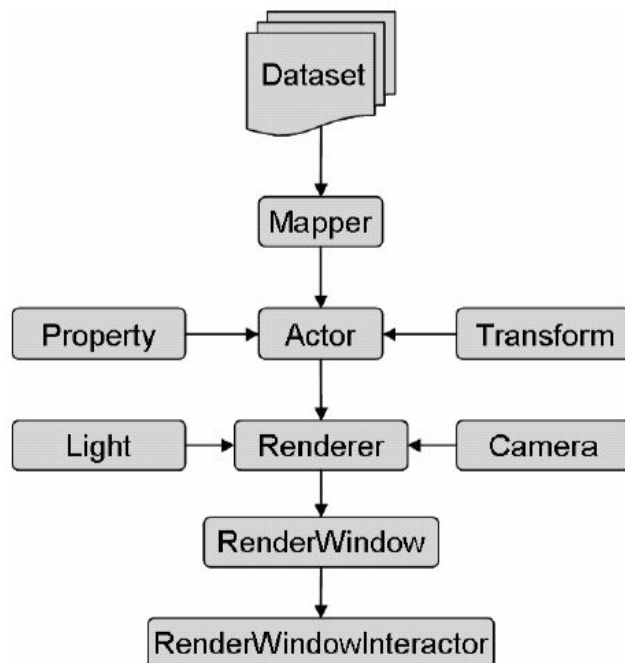 Dataset
Mapper
Property
Actor
Transform
Light
Renderer
Camera
RenderWindow
RenderWindowInteractor